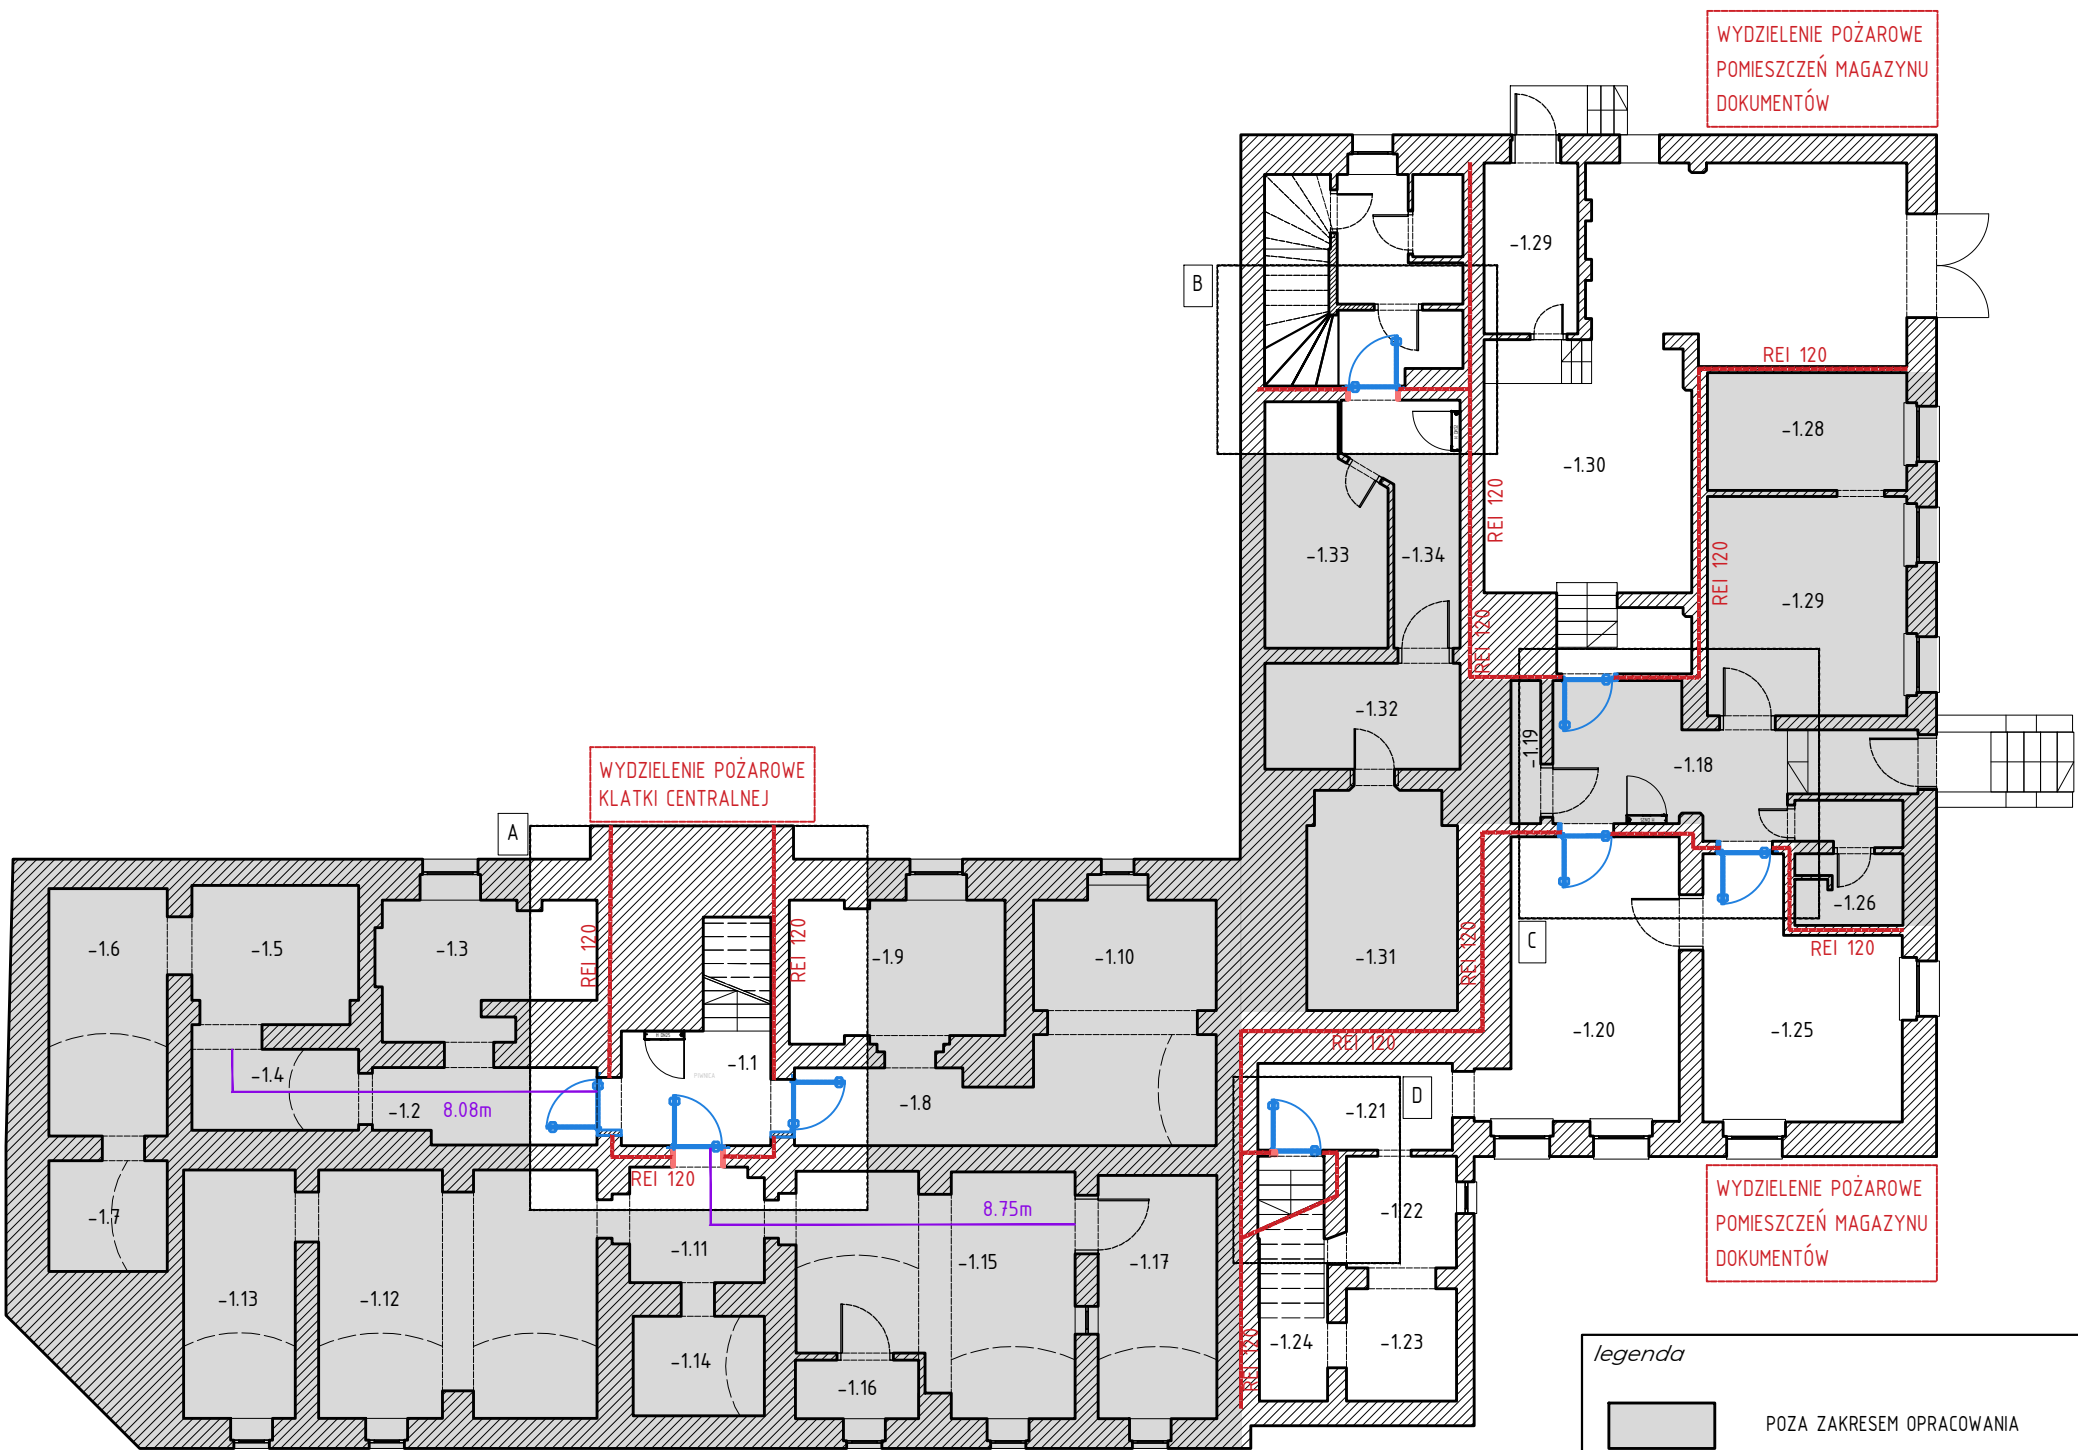 WYDZIELENIE POŻAROWE
POMIESZCZEŃ MAGAZYNU
DOKUMENTÓW
-1.29
B
REI 120
-1.28
-1.30
REI 120
-1.33
-1.34
REI 120
-1.29
REI 120
-1.32
-1.19
-1.18
WYDZIELENIE POŻAROWE
KLATKI CENTRALNEJ
A
-1.26
C
REI 120
-1.6
-1.5
-1.3
REI 120
REI 120
-1.9
-1.10
-1.31
REI 120
-1.20
-1.25
REI 120
-1.1
PIWNICA
-1.4
-1.2
8.08m
-1.8
-1.21
D
REI 120
WYDZIELENIE POŻAROWE
POMIESZCZEŃ MAGAZYNU
DOKUMENTÓW
-1.7
8.75m
-1.22
-1.11
-1.15
-1.17
-1.13
-1.12
-1.14
-1.16
REI 120
-1.24
-1.23
legenda
POZA ZAKRESEM OPRACOWANIA